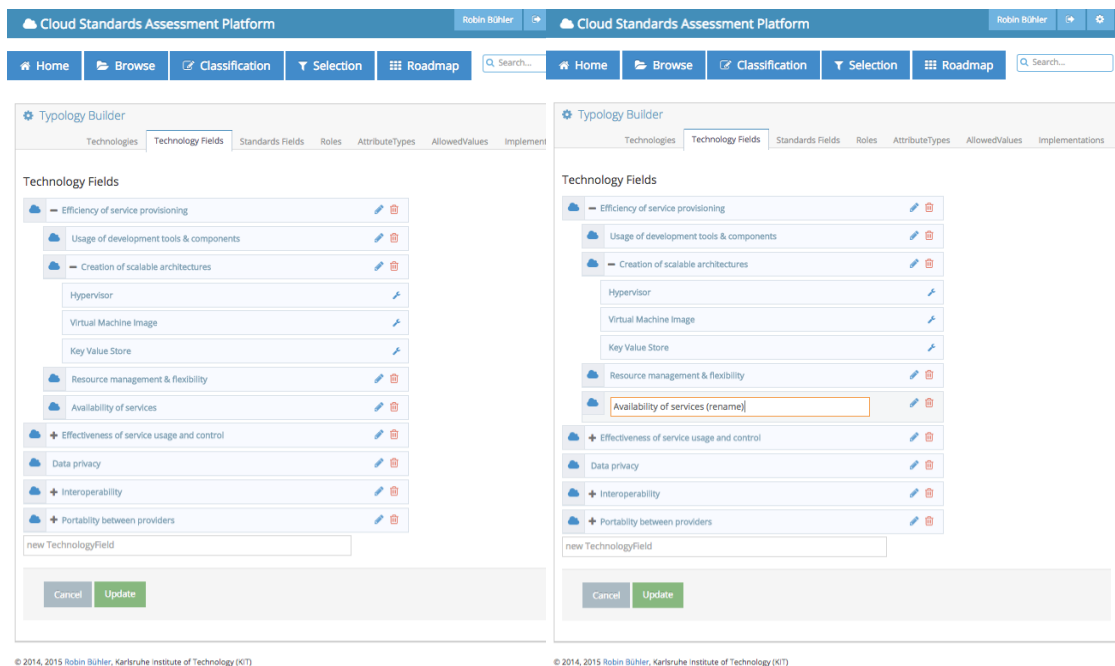 Cloud Standards Assessment Platform
Robin Bühler
Home
Browse
Classification
Selection
Roadmap
Search...
Typology Builder
Technologies
Technology Fields
Standards Fields
Roles
AttributeTypes
AllowedValues
Implement
Technology Fields
Efficiency of service provisioning
Usage of development tools & components
Creation of scalable architectures
Hypervisor
Virtual Machine Image
Key Value Store
Resource management & flexibility
Availability of services
Effectiveness of service usage and control
Data privacy
Interoperability
Portablity between providers
new TechnologyField
Cancel
Update
© 2014, 2015 Robin Bühler, Karlsruhe Institute of Technology (KIT)
Cloud Standards Assessment Platform
Robin Bühler
Home
Browse
Classification
Selection
Roadmap
Search...
Typology Builder
Technologies
Technology Fields
Standards Fields
Roles
AttributeTypes
AllowedValues
Implementations
Technology Fields
Efficiency of service provisioning
Usage of development tools & components
Creation of scalable architectures
Hypervisor
Virtual Machine Image
Key Value Store
Resource management & flexibility
Availability of services (rename)
Effectiveness of service usage and control
Data privacy
Interoperability
Portablity between providers
new TechnologyField
Cancel
Update
© 2014, 2015 Robin Bühler, Karlsruhe Institute of Technology (KIT)